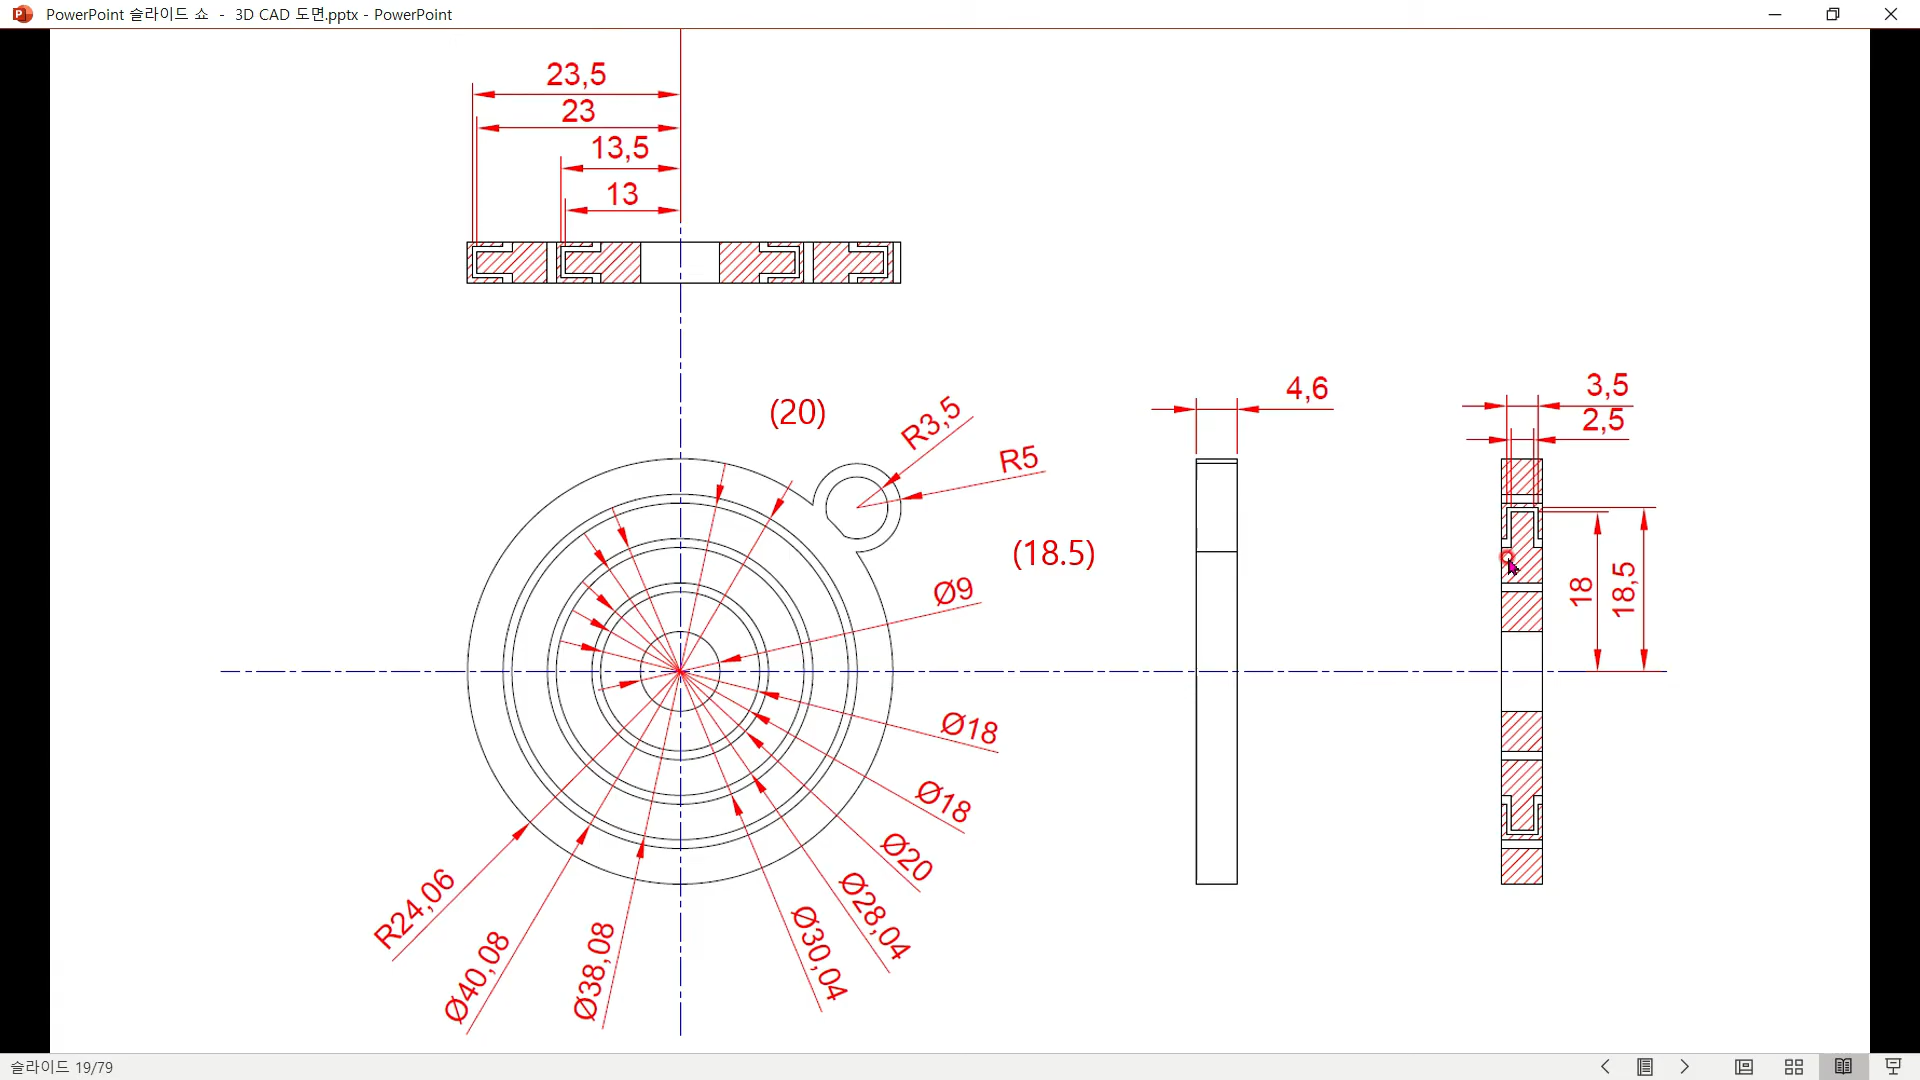 PowerPoint 슬라이드 쇼 - 3D CAD 도면.pptx - PowerPoint
23,5
23
13,5
13
(20)
R3,5
R5
4,6
3,5
2,5
(18.5)
Ø9
18
18,5
Ø18
Ø18
Ø20
Ø28,04
Ø30,04
R24,06
Ø40,08
Ø38,08
슬라이드 19/79